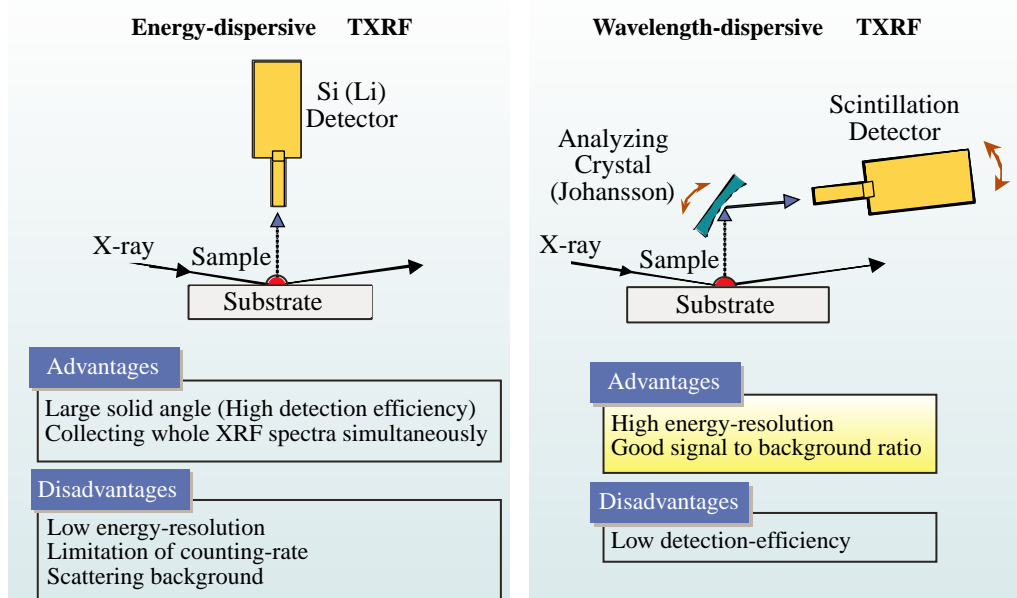 Energy-dispersive TXRF
Si (Li)
Detector
X-ray
Sample
Substrate
Advantages
Large solid angle (High detection efficiency)
Collecting whole XRF spectra simultaneously
Disadvantages
Low energy-resolution
Limitation of counting-rate
Scattering background
Wavelength-dispersive TXRF
Scintillation
Detector
Analyzing
Crystal
(Johansson)
X-ray
Sample
Substrate
Advantages
High energy-resolution
Good signal to background ratio
Disadvantages
Low detection-efficiency